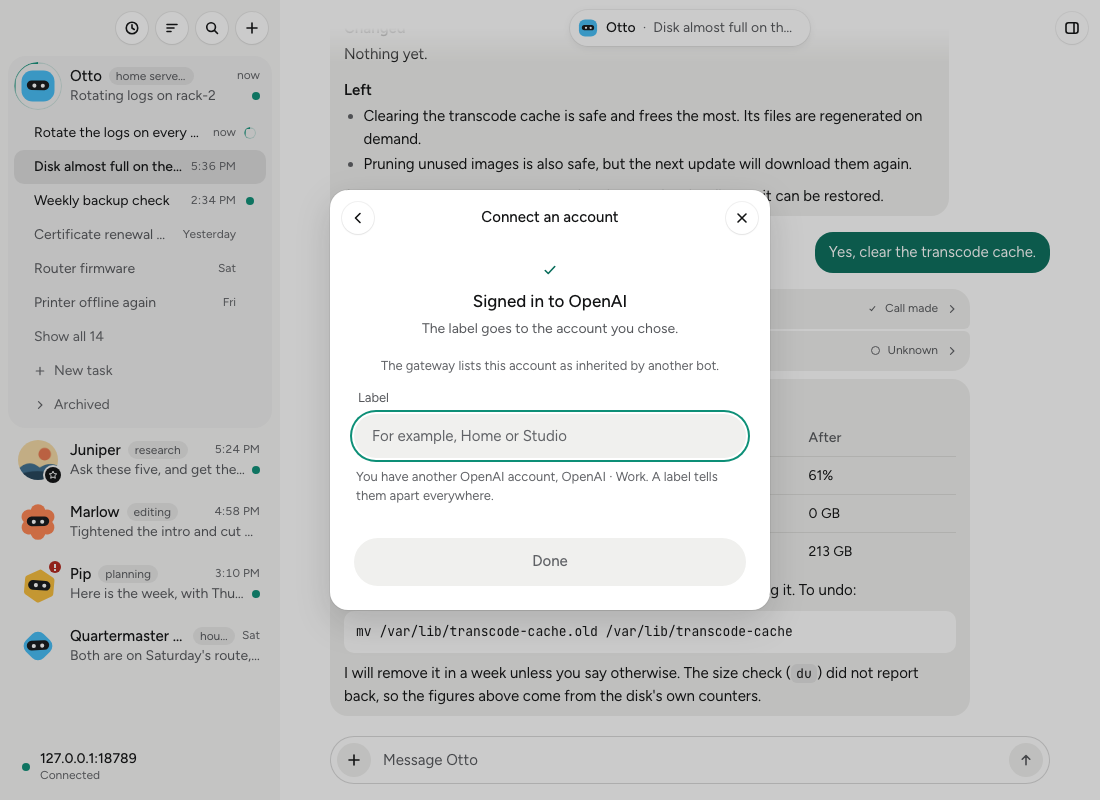 Otto
home serve...
now
Rotating logs on rack-2
Rotate the logs on every ...
now
Disk almost full on the...
5:36 PM
Weekly backup check
2:34 PM
Certificate renewal ...
Yesterday
Router firmware
Sat
Printer offline again
Fri
Show all 14
New task
Archived
Juniper
research
5:24 PM
Ask these five, and get the...
Marlow
editing
4:58 PM
Tightened the intro and cut ...
Pip
planning
3:10 PM
Here is the week, with Thu...
Quartermaster ...
hou...
Sat
Both are on Saturday's route,...
127.0.0.1:18789
Connected
Otto · Disk almost full on th...
Changed
Nothing yet.
Left
Clearing the transcode cache is safe and frees the most. Its files are regenerated on
demand.
Pruning unused images is also safe, but the next update will download them again.
it can be restored.
Yes, clear the transcode cache.
Call made
Unknown
After
61%
0 GB
213 GB
g it. To undo:
mv /var/lib/transcode-cache.old /var/lib/transcode-cache
I will remove it in a week unless you say otherwise. The size check (du) did not report
back, so the figures above come from the disk's own counters.
Message Otto
Connect an account
Signed in to OpenAI
The label goes to the account you chose.
The gateway lists this account as inherited by another bot.
Label
For example, Home or Studio
You have another OpenAI account, OpenAI · Work. A label tells
them apart everywhere.
Done